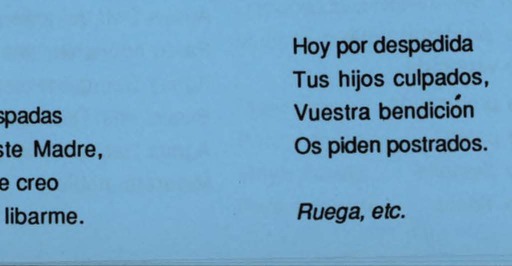 spadas
ste Madre,
e creo
libarme.
Hoy por despedida
Tus hijos culpados,
Vuestra bendición
Os piden postrados.
Ruega, etc.